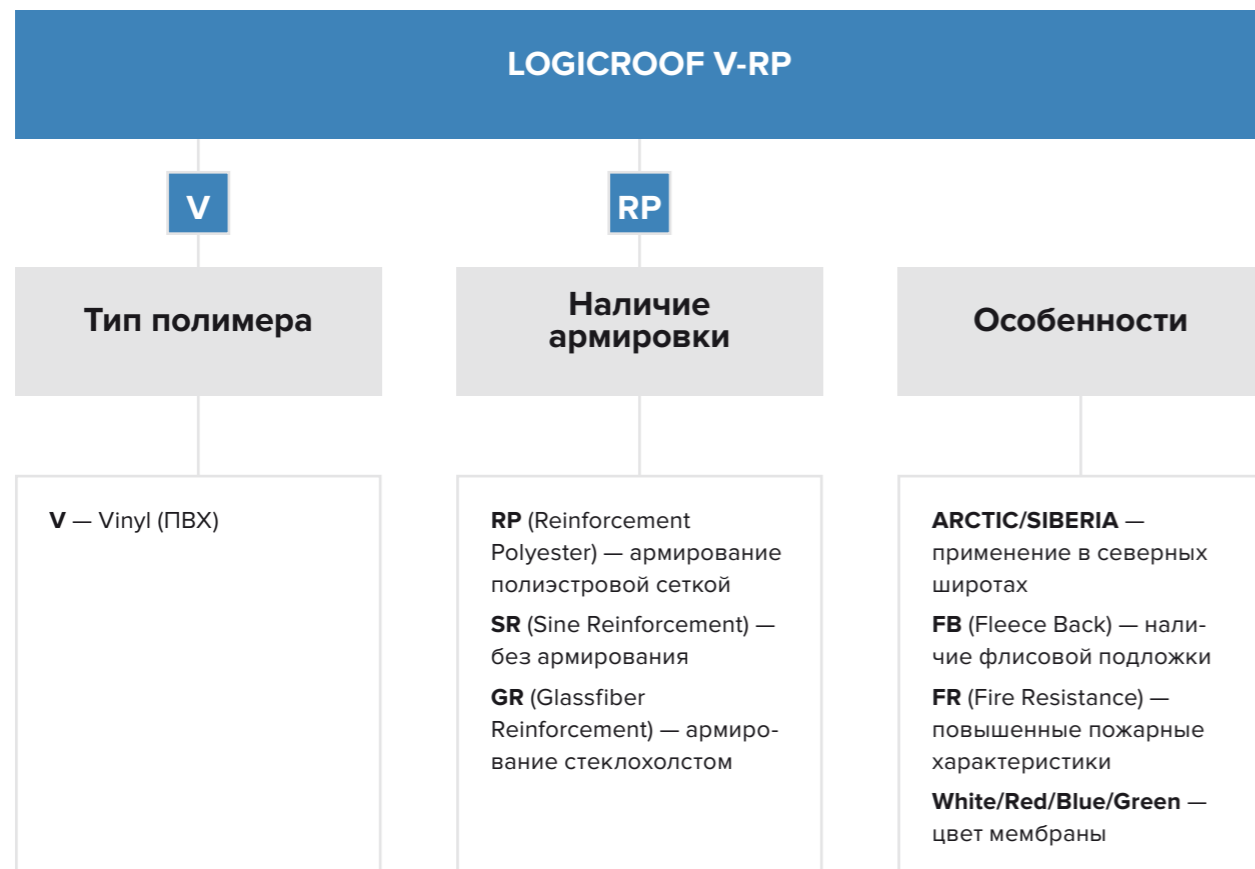 LOGICROOF V-RP
V
RP
Тип полимера
Наличие
армировки
Особенности
V — Vinyl (ПВХ)
RP (Reinforcement
Polyester) — армирование
полиэстровой сеткой
SR (Sine Reinforcement) —
без армирования
GR (Glassfiber
Reinforcement) — армиро-
вание стеклохолстом
ARCTIC/SIBERIA —
применение в северных
широтах
FB (Fleece Back) — нали-
чие флисовой подложки
FR (Fire Resistance) —
повышенные пожарные
характеристики
White/Red/Blue/Green —
цвет мембраны